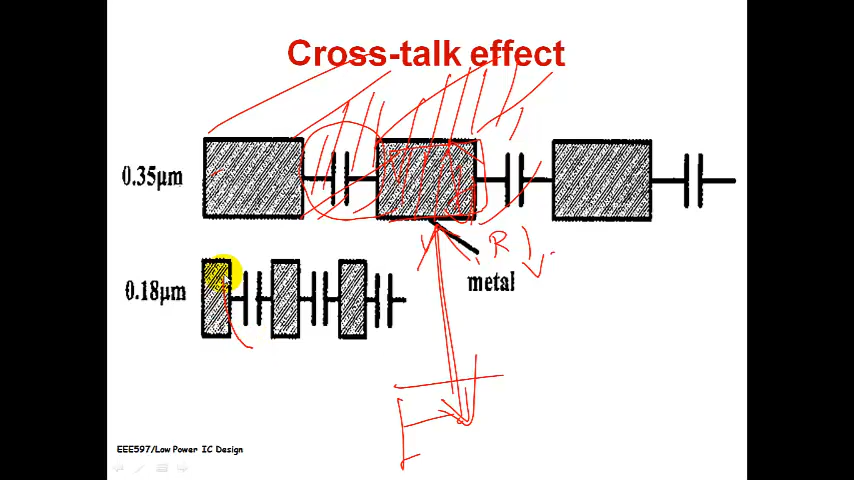 Cross-talk effect
0.35µm
R
metal
0.18µm
EEE597/Low Power IC Design